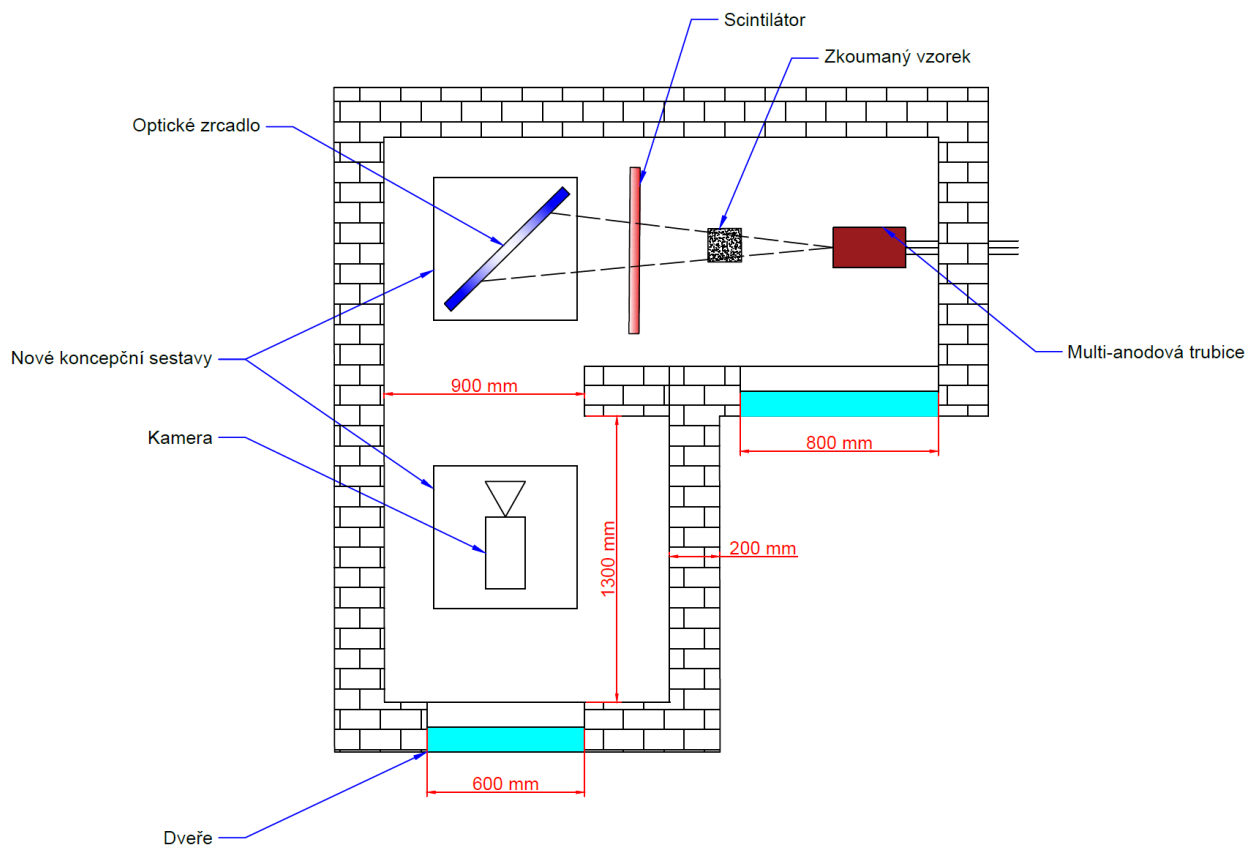 Scintilátor
Zkoumaný vzorek
Optické zrcadlo
Multi-anodová trubice
Nové koncepční sestavy
900 mm
Kamera
800 mm
1300 mm
200 mm
600 mm
Dveře